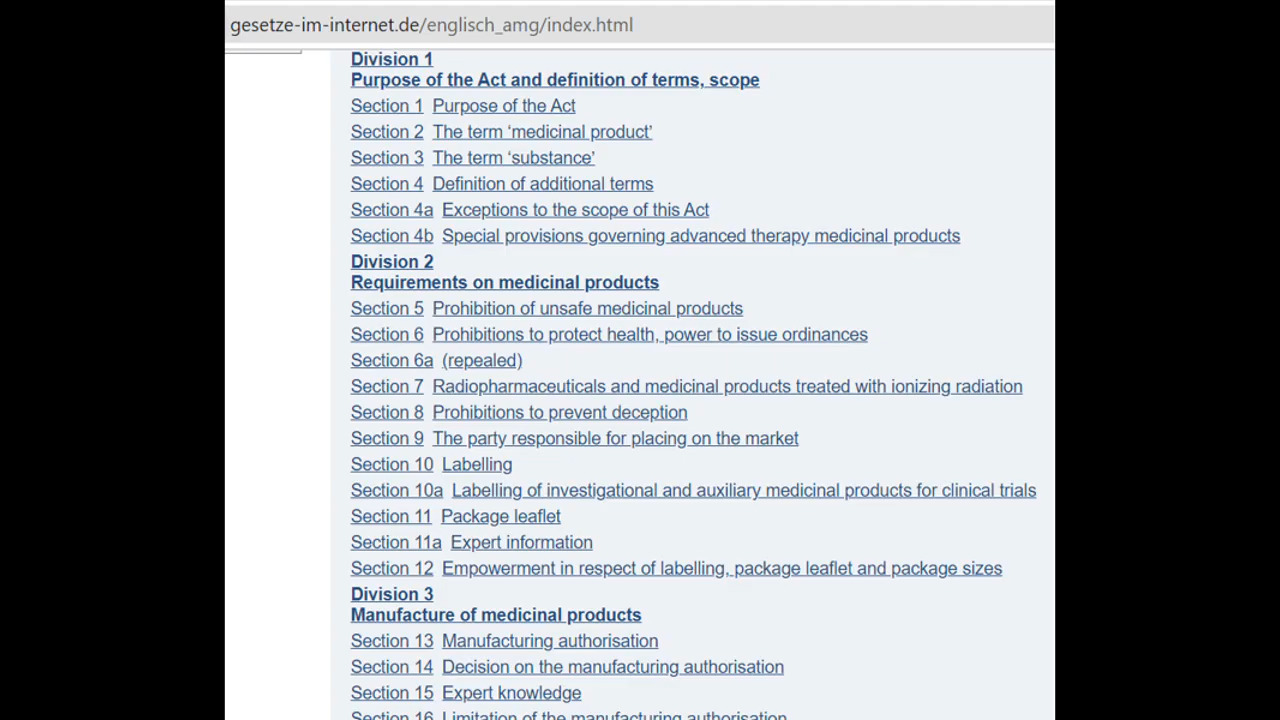 gesetze-im-internet.de/englisch_amg/index.html
Division 1
Purpose of the Act and definition of terms, scope
Section 1 Purpose of the Act
Section 2 The term ‘medicinal product’
Section 3 The term ‘substance’
Section 4 Definition of additional terms
Section 4a Exceptions to the scope of this Act
Section 4b Special provisions governing advanced therapy medicinal products
Division 2
Requirements on medicinal products
Section 5 Prohibition of unsafe medicinal products
Section 6 Prohibitions to protect health, power to issue ordinances
Section 6a (repealed)
Section 7 Radiopharmaceuticals and medicinal products treated with ionizing radiation
Section 8 Prohibitions to prevent deception
Section 9 The party responsible for placing on the market
Section 10 Labelling
Section 10a Labelling of investigational and auxiliary medicinal products for clinical trials
Section 11 Package leaflet
Section 11a Expert information
Section 12 Empowerment in respect of labelling, package leaflet and package sizes
Division 3
Manufacture of medicinal products
Section 13 Manufacturing authorisation
Section 14 Decision on the manufacturing authorisation
Section 15 Expert knowledge
Section 16 Limitation of the manufacturing authorisation